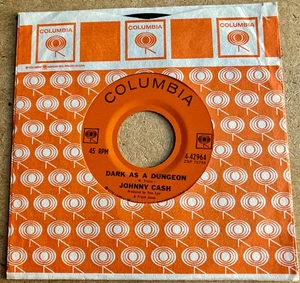 COLUMBIA COLUMBIA COLUMBIA
COLUMBIA
45 RPM
4-42964
DARK AS A DUNGEON
JOHNNY CASH